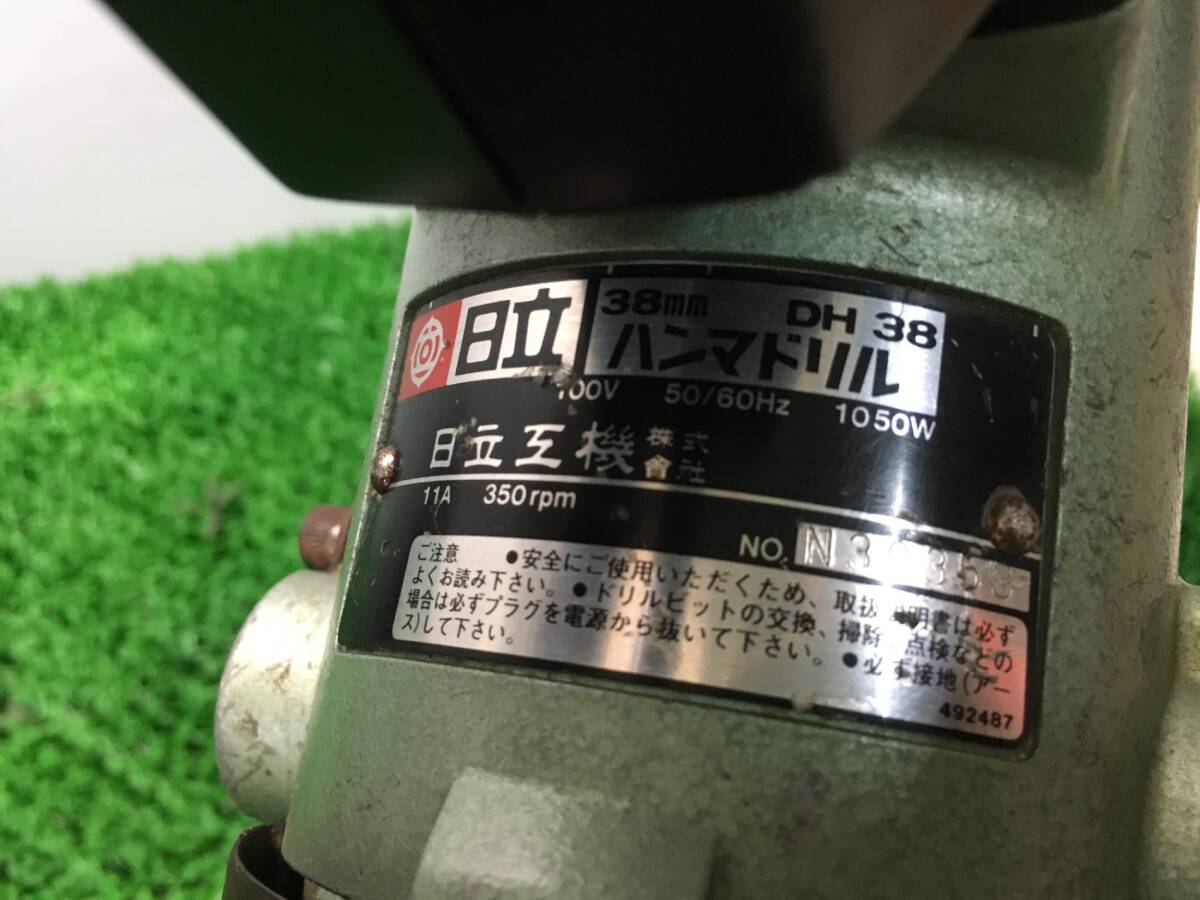 日立
38mm DH 38
ハンマドリル
100V 50/60Hz 1050W
日立工機株式會社
11A 350rpm
NO.
ご注意 ●安全にご使用いただくため、取扱 明書は必ず
よくお読み下さい。●ドリルビットの交換、掃除 点検などの
場合は必ずプラグを電源から抜いて下さい。●必ず接地(アー
ス)して下さい。
492487